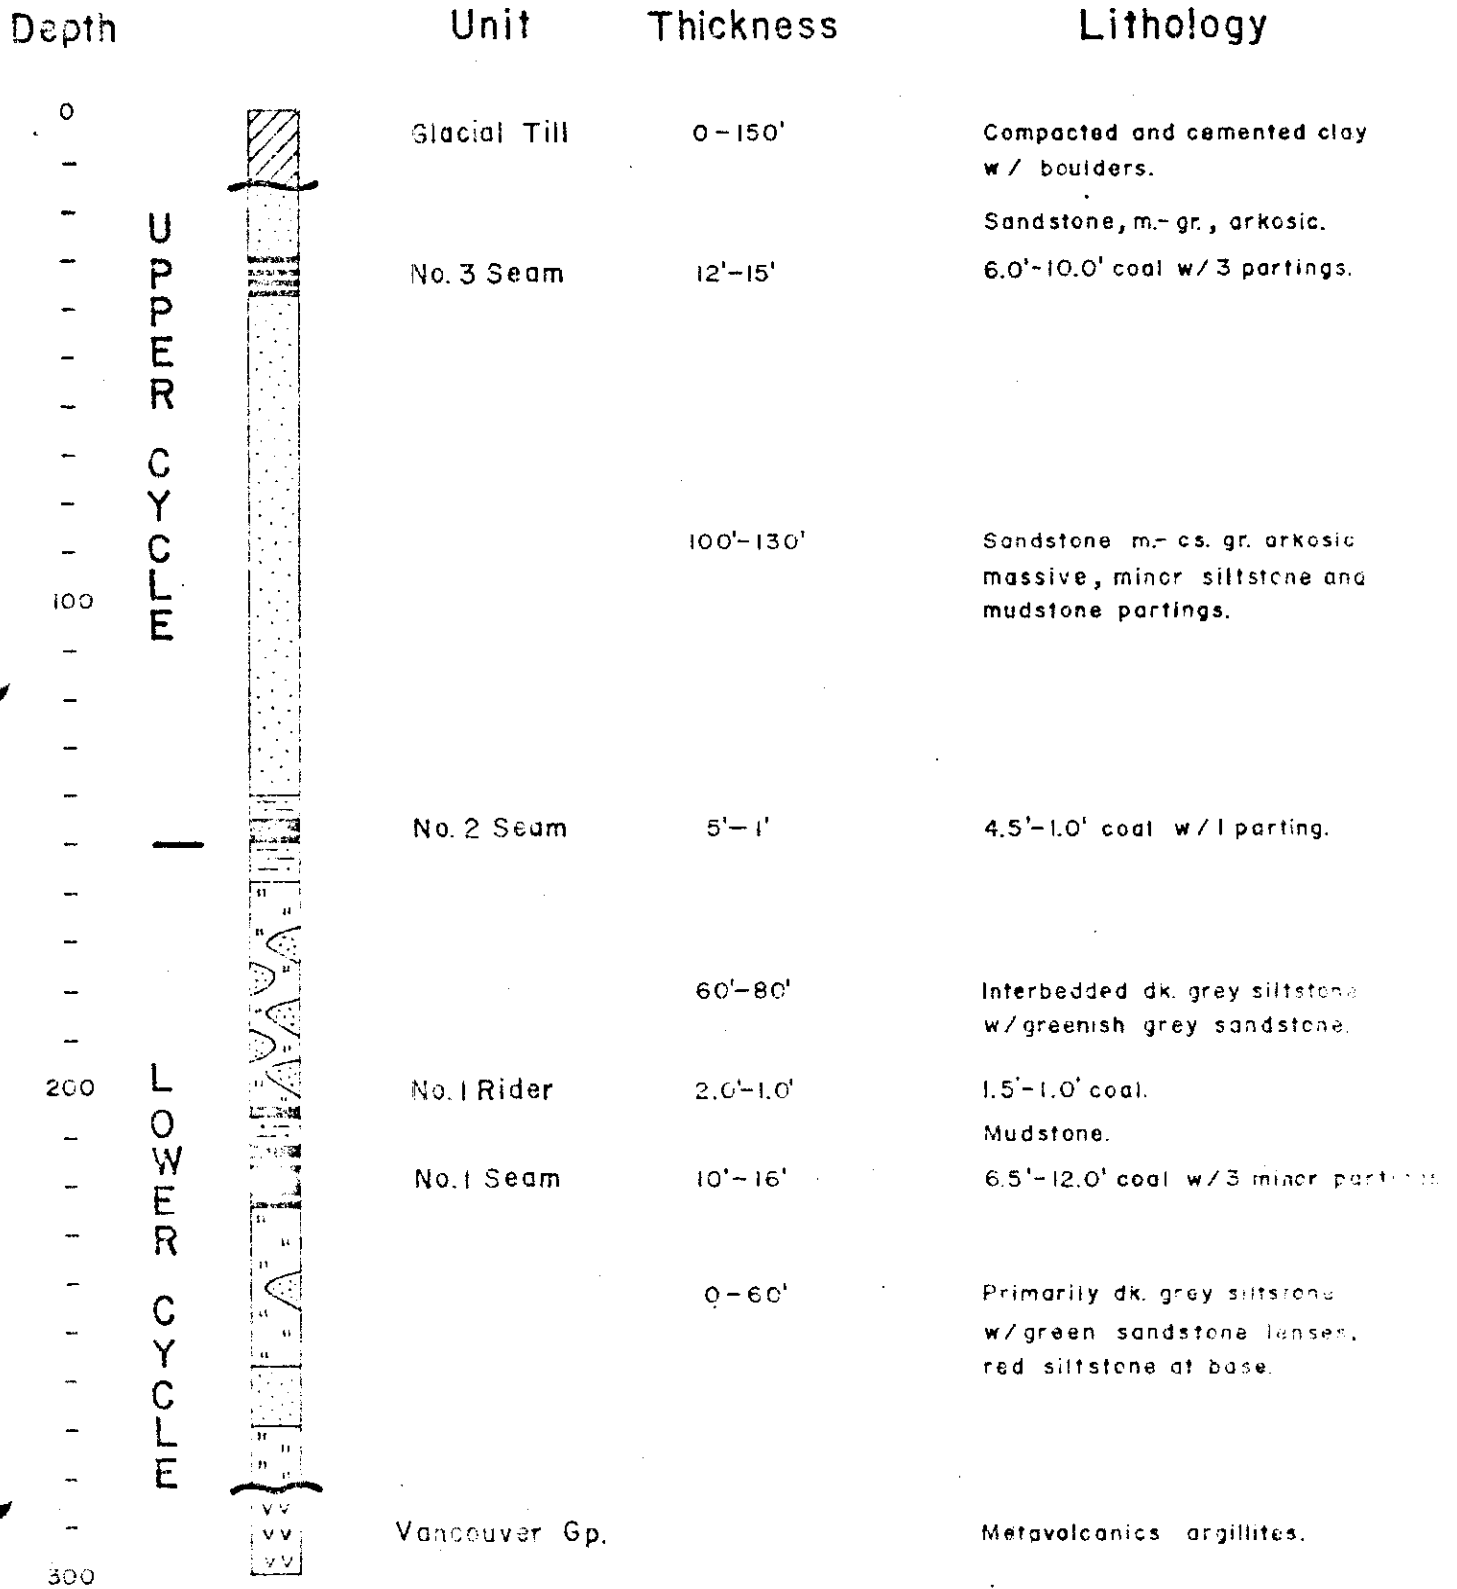 Depth Unit Thickness Lithology
0
Glacial Till 0-150' Compacted and cemented clay
w/ boulders.
Sandstone, m.-gr., arkosic.
No. 3 Seam 12'-15' 6.0'-10.0' coal w/3 partings.
UPPER CYCLE
100'-130' Sandstone m.- cs. gr. arkosic
massive, minor siltstone and
100
mudstone partings.
No. 2 Seam 5'-1' 4.5'-1.0' coal w/1 parting.
60'-80' Interbedded dk. grey siltstone
w/greenish grey sandstone.
200
No. 1 Rider 2.0'-1.0' 1.5'-1.0' coal.
Mudstone.
No. 1 Seam 10'-16' 6.5'-12.0' coal w/3 minor partings
LOWER CYCLE
0-60' Primarily dk. grey siltstone
w/green sandstone lenses,
red siltstone at base.
Vancouver Gp. Metavolcanics argillites.
300